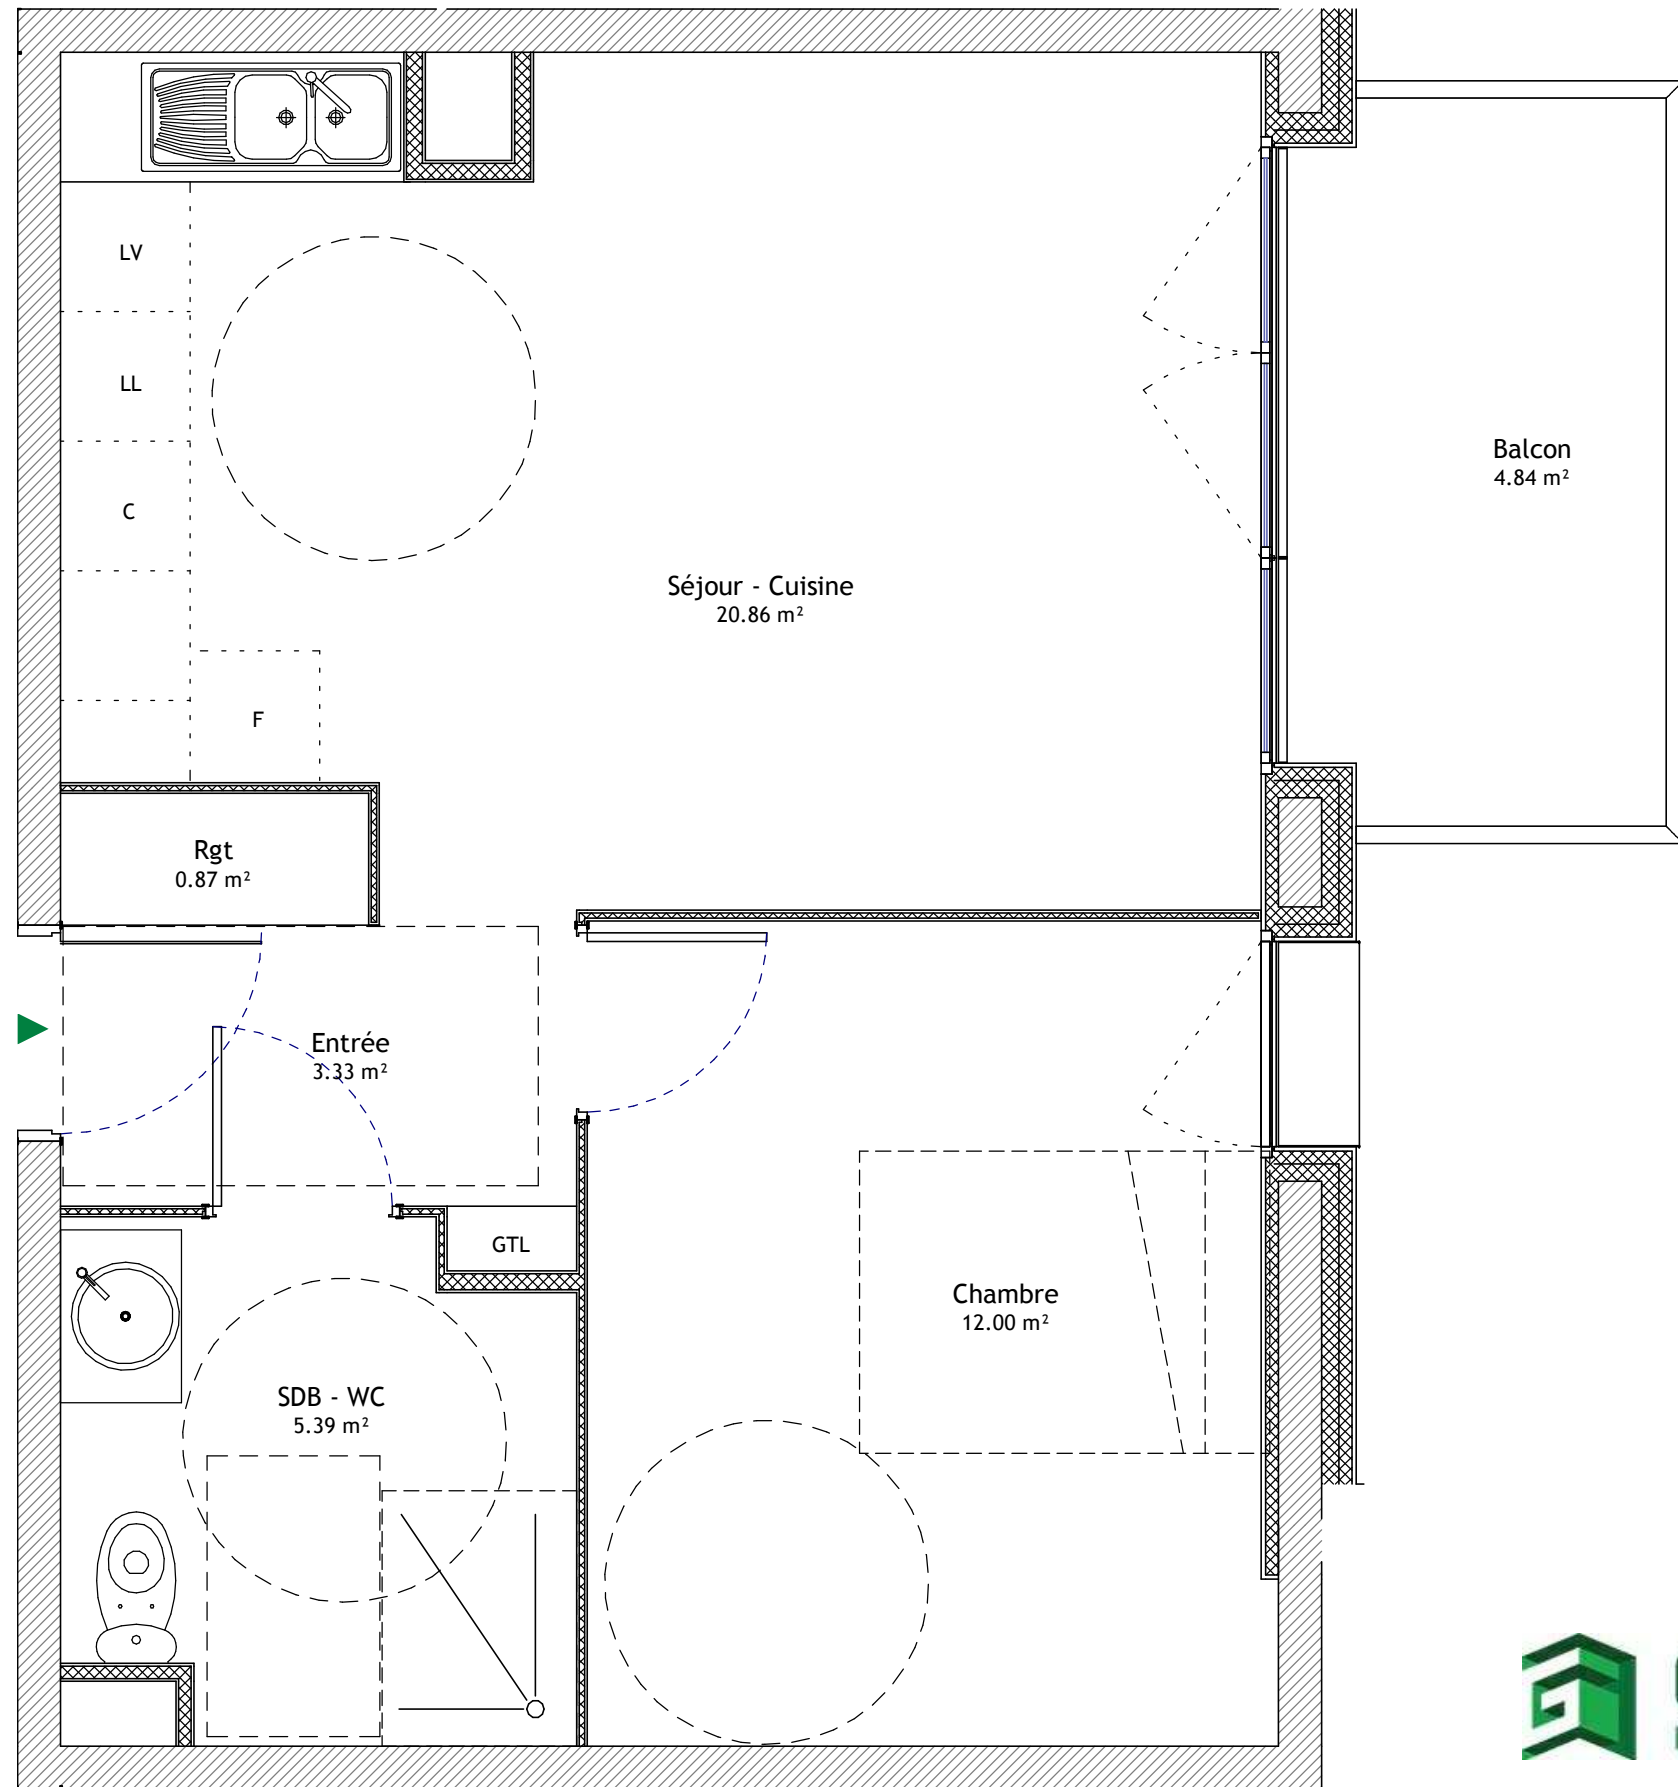 LV
LL
C
F
Séjour - Cuisine
20.86 m²
Balcon
4.84 m²
Rgt
0.87 m²
Entrée
3.33 m²
GTL
Chambre
12.00 m²
SDB - WC
5.39 m²